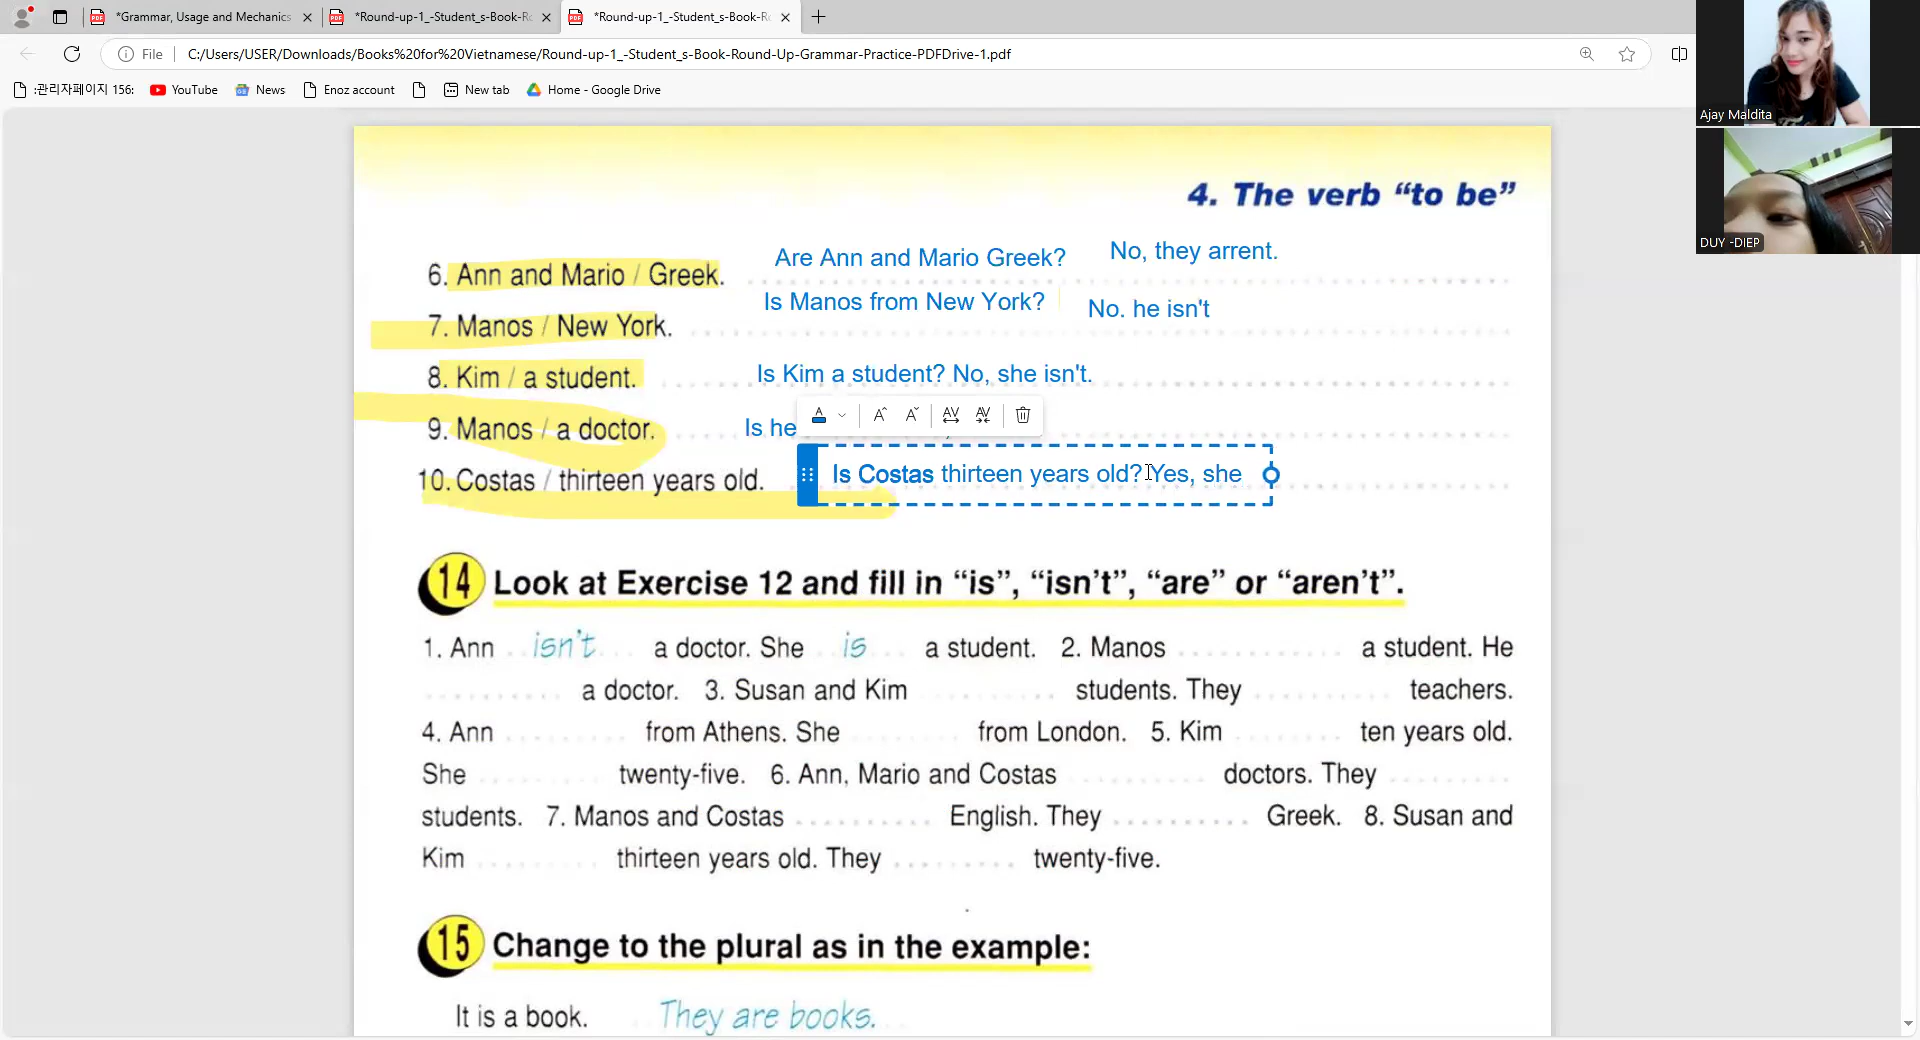 *Grammar, Usage and Mechanics
*Round-up-1_-Student_s-Book-Ro
*Round-up-1_-Student_s-Book-Ro
File
C:/Users/USER/Downloads/Books%20for%20Vietnamese/Round-up-1_-Student_s-Book-Round-Up-Grammar-Practice-PDFDrive-1.pdf
:관리자페이지 156:
YouTube
News
Enoz account
New tab
Home - Google Drive
Ajay Maldita
DUY -DIEP
4. The verb “to be”
6. Ann and Mario / Greek. Are Ann and Mario Greek? No, they arrent.
7. Manos / New York. Is Manos from New York? No. he isn't
8. Kim / a student. Is Kim a student? No, she isn't.
9. Manos / a doctor. Is he
10. Costas / thirteen years old. Is Costas thirteen years old? Yes, she
14 Look at Exercise 12 and fill in “is”, “isn’t”, “are” or “aren’t”.
1. Ann isn't a doctor. She is a student. 2. Manos a student. He
a doctor. 3. Susan and Kim students. They teachers.
4. Ann from Athens. She from London. 5. Kim ten years old.
She twenty-five. 6. Ann, Mario and Costas doctors. They
students. 7. Manos and Costas English. They Greek. 8. Susan and
Kim thirteen years old. They twenty-five.
15 Change to the plural as in the example:
It is a book. They are books.